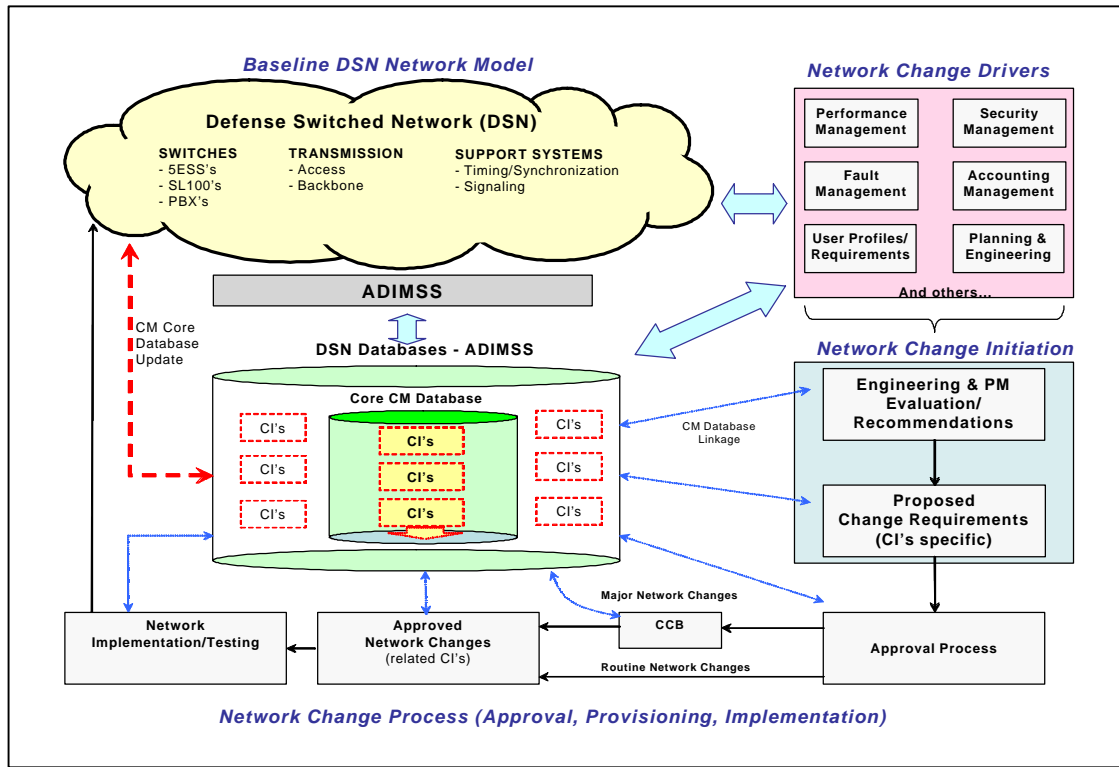 Baseline DSN Network Model
Network Change Drivers
Defense Switched Network (DSN)
SWITCHES
- 5ESS's
- SL100's
- PBX's
TRANSMISSION
- Access
- Backbone
SUPPORT SYSTEMS
- Timing/Synchronization
- Signaling
Performance
Management
Security
Management
Fault
Management
Accounting
Management
User Profiles/
Requirements
Planning &
Engineering
And others...
ADIMSS
CM Core
Database
Update
DSN Databases - ADIMSS
Core CM Database
CI's
CI's
CI's
CI's
CI's
CI's
CI's
CI's
CI's
CM Database
Linkage
Network Change Initiation
Engineering & PM
Evaluation/
Recommendations
Proposed
Change Requirements
(CI's specific)
Network
Implementation/Testing
Approved
Network Changes
(related CI's)
Major Network Changes
CCB
Routine Network Changes
Approval Process
Network Change Process (Approval, Provisioning, Implementation)